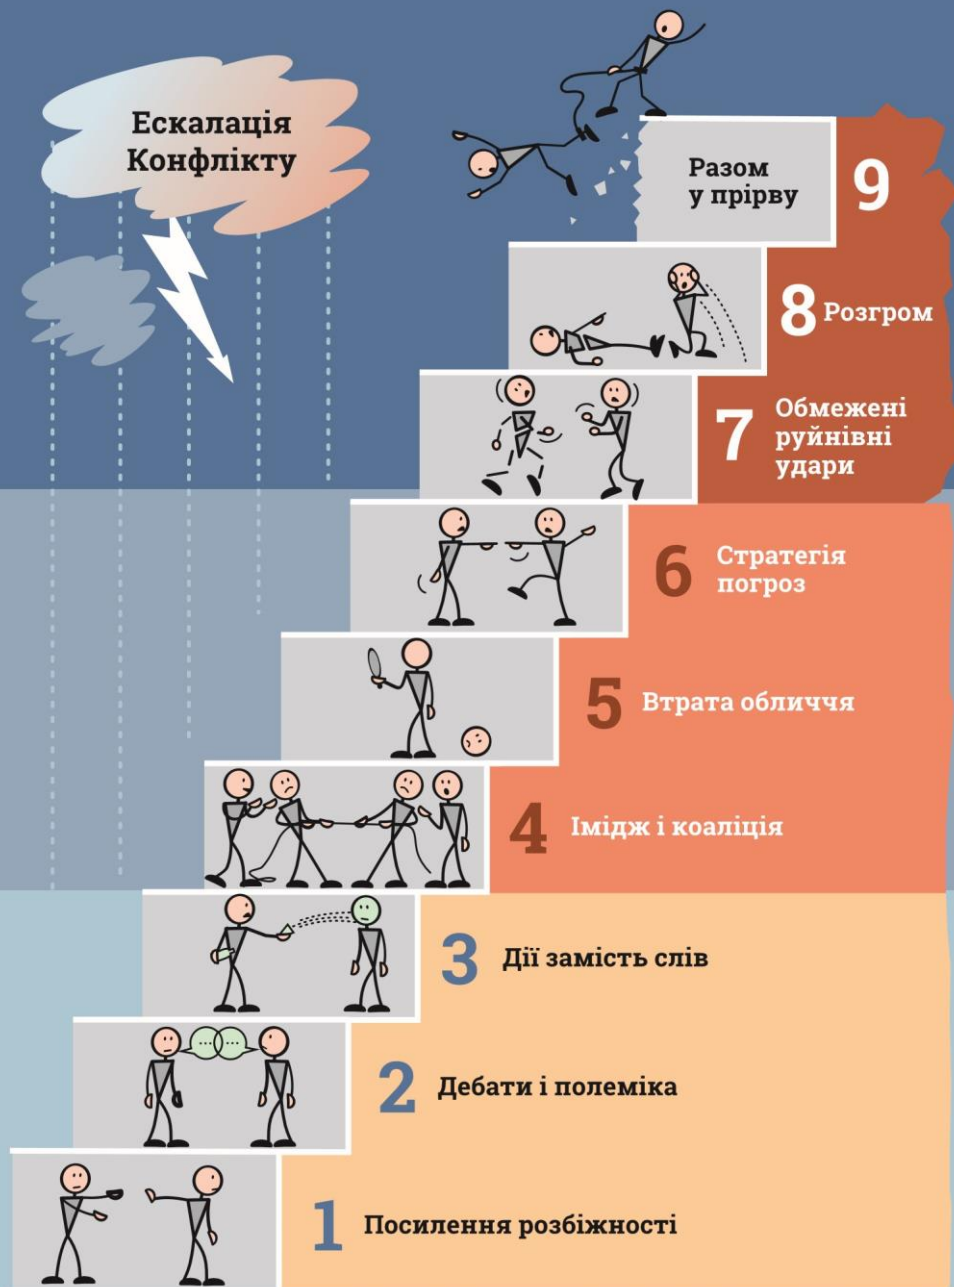 Ескалація
Конфлікту
Разом
у прірву
9
8 Розгром
7 Обмежені
руйнівні
удари
6 Стратегія
погроз
5 Втрата обличчя
4 Імідж і коаліція
3 Дії замість слів
2 Дебати і полеміка
1 Посилення розбіжності